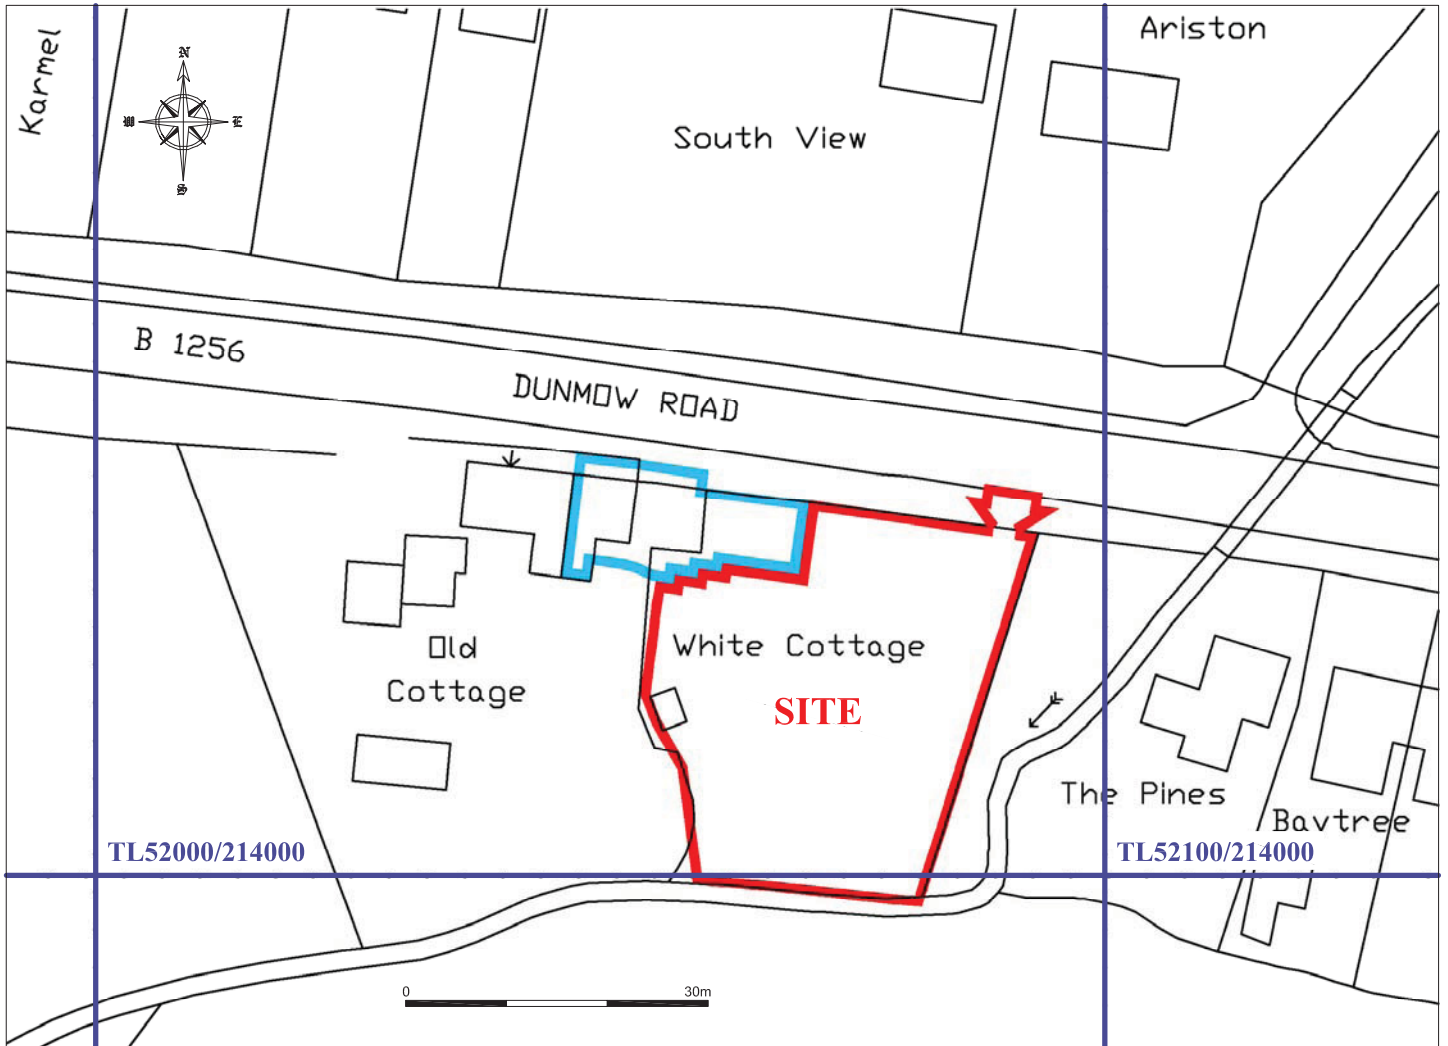 Karmel
N
W
E
S
Ariston
South View
B 1256
DUNMOW ROAD
Old
Cottage
White Cottage
SITE
The Pines
Bavtree
TL52000/214000
TL52100/214000
0
30m